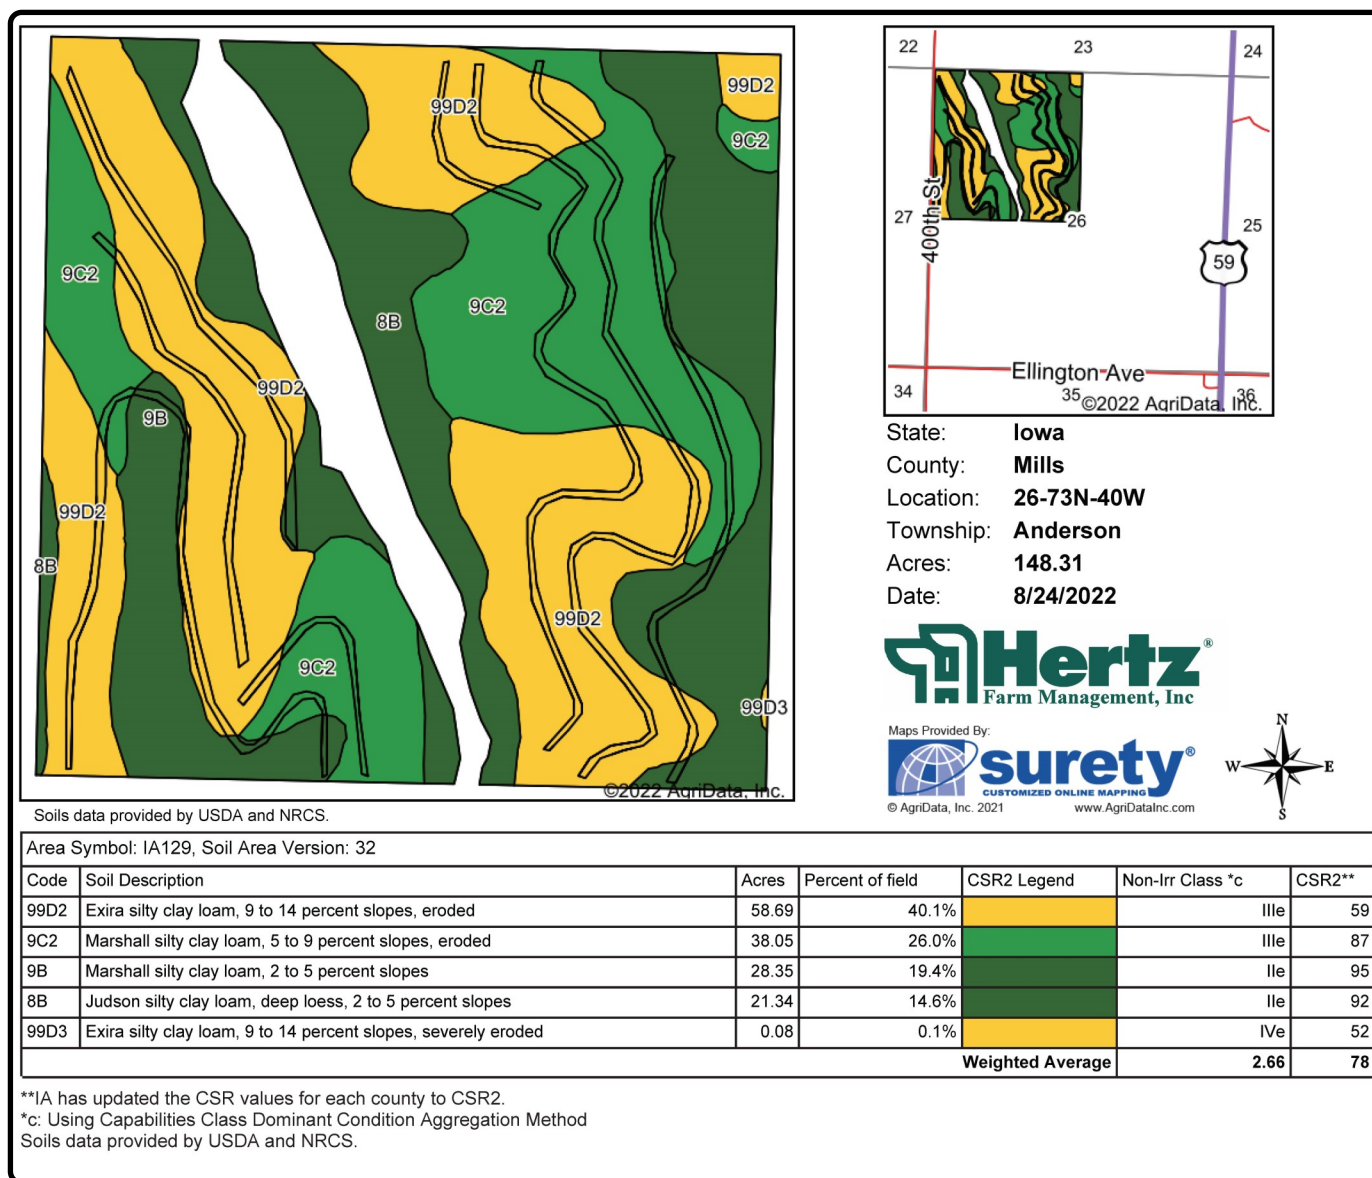 99D2
99D2
9C2
9C2
9C2
8B
99D2
9B
99D2
8B
99D2
9C2
99D3
©2022 AgriData, Inc.
Soils data provided by USDA and NRCS.
22 23 24
27 26 25
400th St
59
Ellington Ave
34 35 36
©2022 AgriData, Inc.
State: Iowa
County: Mills
Location: 26-73N-40W
Township: Anderson
Acres: 148.31
Date: 8/24/2022
Hertz®
Farm Management, Inc
Maps Provided By:
surety®
CUSTOMIZED ONLINE MAPPING
© AgriData, Inc. 2021 www.AgriDataInc.com
N
W E
S
Area Symbol: IA129, Soil Area Version: 32
Code Soil Description Acres Percent of field CSR2 Legend Non-Irr Class *c CSR2**
99D2 Exira silty clay loam, 9 to 14 percent slopes, eroded 58.69 40.1% IIIe 59
9C2 Marshall silty clay loam, 5 to 9 percent slopes, eroded 38.05 26.0% IIIe 87
9B Marshall silty clay loam, 2 to 5 percent slopes 28.35 19.4% IIe 95
8B Judson silty clay loam, deep loess, 2 to 5 percent slopes 21.34 14.6% IIe 92
99D3 Exira silty clay loam, 9 to 14 percent slopes, severely eroded 0.08 0.1% IVe 52
Weighted Average 2.66 78
**IA has updated the CSR values for each county to CSR2.
*c: Using Capabilities Class Dominant Condition Aggregation Method
Soils data provided by USDA and NRCS.